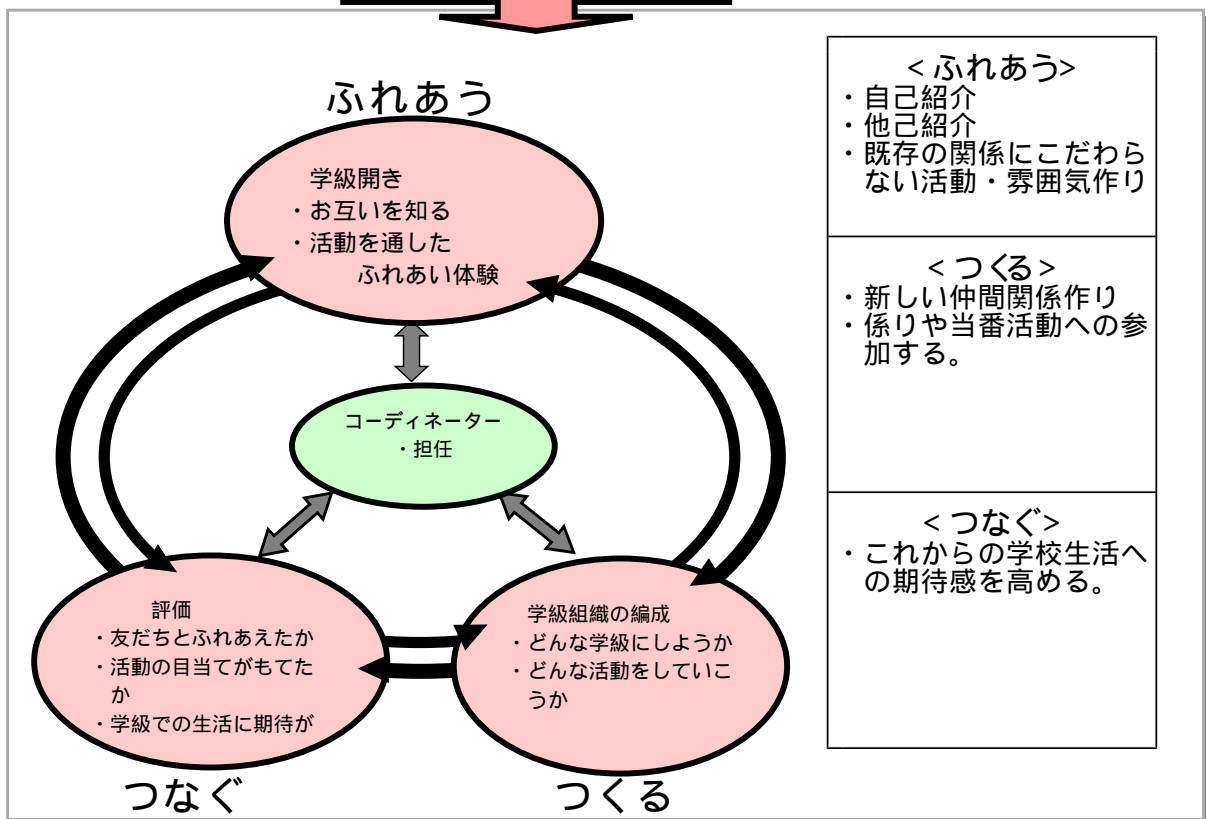 ふれあう
学級開き
・お互いを知る
・活動を通した
ふれあい体験
コーディネーター
・担任
評価
・友だちとふれあえたか
・活動の目当てがもてた
か
・学級での生活に期待が
つなぐ
学級組織の編成
・どんな学級にしようか
・どんな活動をしていこ
うか
つくる
<ふれあう>
・自己紹介
・他己紹介
・既存の関係にこだわら
ない活動・雰囲気作り
<つくる>
・新しい仲間関係作り
・係りや当番活動への参
加する。
<つなぐ>
・これからの学校生活へ
の期待感を高める。